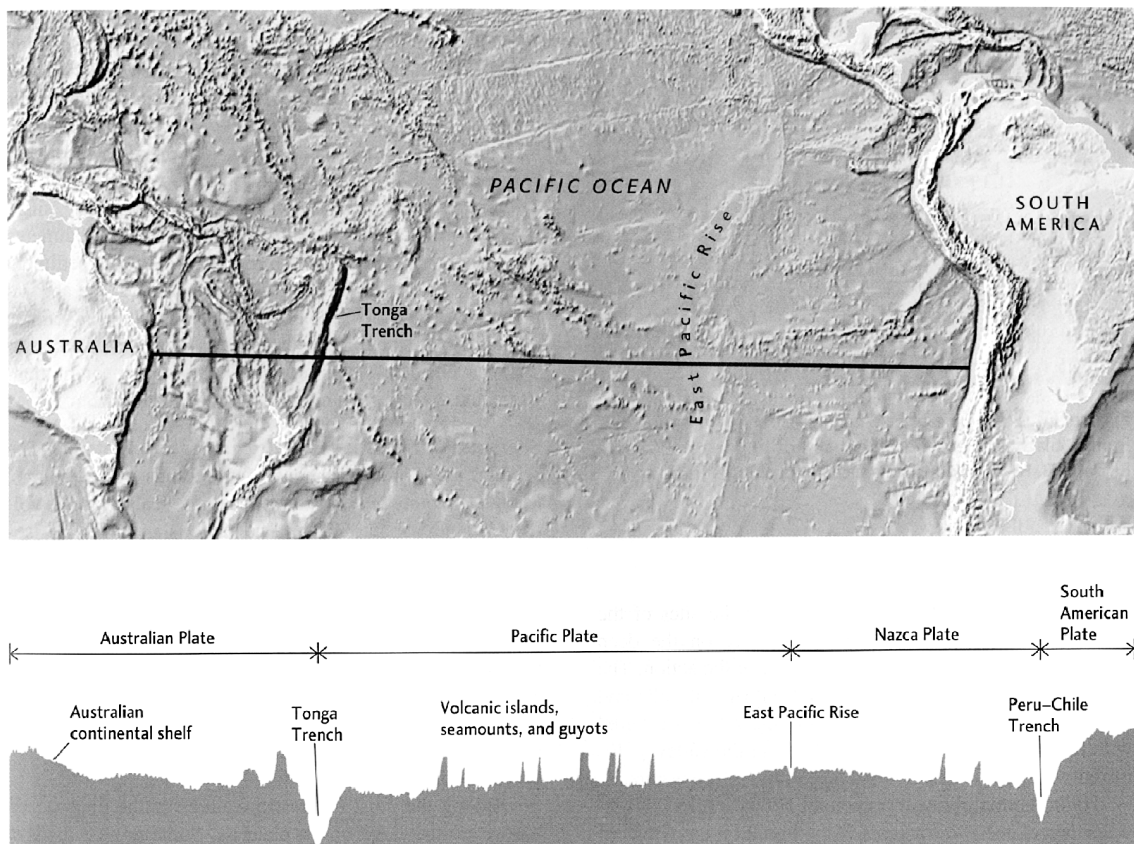 PACIFIC OCEAN
SOUTH
AMERICA
East Pacific Rise
Tonga
Trench
AUSTRALIA
South
American
Plate
Australian Plate
Pacific Plate
Nazca Plate
Australian
continental shelf
Tonga
Trench
Volcanic islands,
seamounts, and guyots
East Pacific Rise
Peru–Chile
Trench